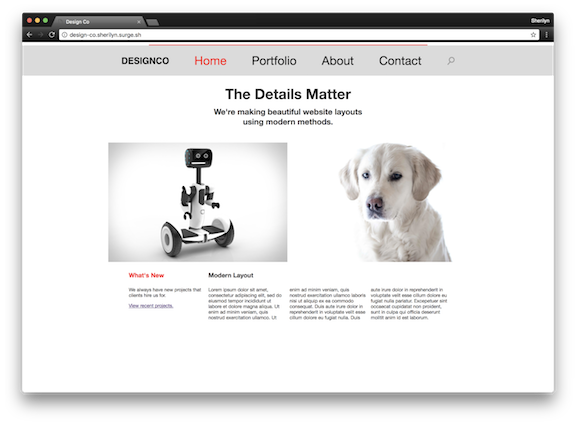 Design Co
Sherilyn
design-co.sherilyn.surge.sh
DESIGNCO
Home
Portfolio
About
Contact
The Details Matter
We're making beautiful website layouts
using modern methods.
What's New
We always have new projects that
clients hire us for.
View recent projects.
Modern Layout
Lorem ipsum dolor sit amet,
consectetur adipiscing elit, sed do
eiusmod tempor incididunt ut
labore et dolore magna aliqua. Ut
enim ad minim veniam, quis
nostrud exercitation ullamco. Ut
enim ad minim veniam, quis
nostrud exercitation ullamco laboris
nisi ut aliquip ex ea commodo
consequat. Duis aute irure dolor in
reprehenderit in voluptate velit esse
cillum dolore eu fugiat nulla. Duis
aute irure dolor in reprehenderit in
voluptate velit esse cillum dolore eu
fugiat nulla pariatur. Excepteur sint
occaecat cupidatat non proident,
sunt in culpa qui officia deserunt
mollit anim id est laborum.